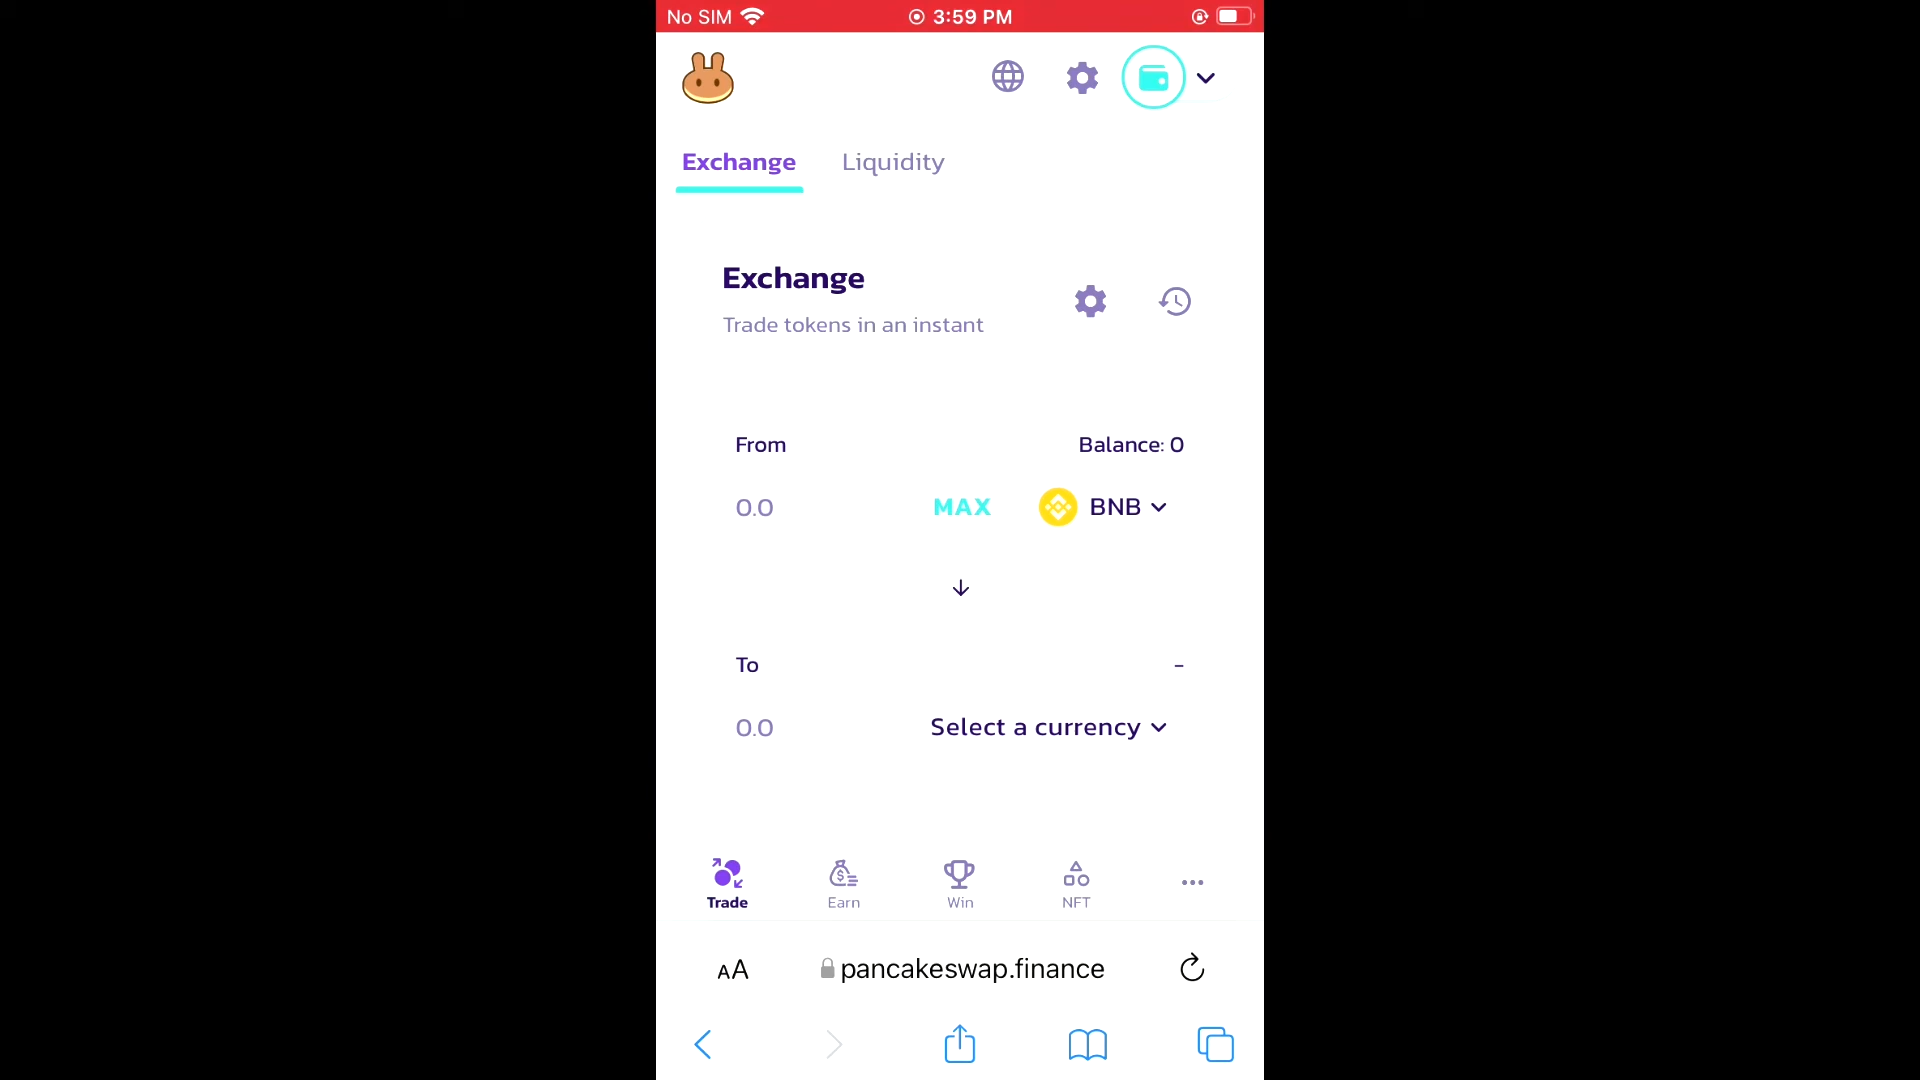 No SIM 3:59 PM
Exchange Liquidity
Exchange
Trade tokens in an instant
From Balance: 0
0.0 MAX BNB
To -
0.0 Select a currency
Trade Earn Win NFT
AA pancakeswap.finance